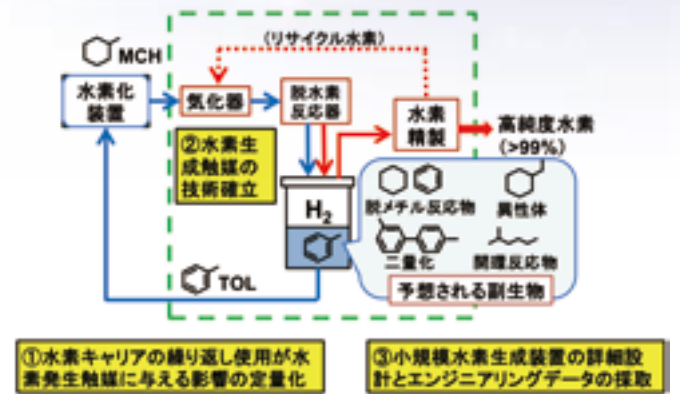 (リサイクル水素)
MCH
水素化
装置
気化器
脱水素
反応器
水素
精製
高純度水素
(>99%)
②水素生
成触媒の
技術確立
H2
脱メチル反応物
異性体
二量化
開環反応物
予想される副生物
TOL
①水素キャリアの繰り返し使用が水
素発生触媒に与える影響の定量化
③小規模水素生成装置の詳細設
計とエンジニアリングデータの採取